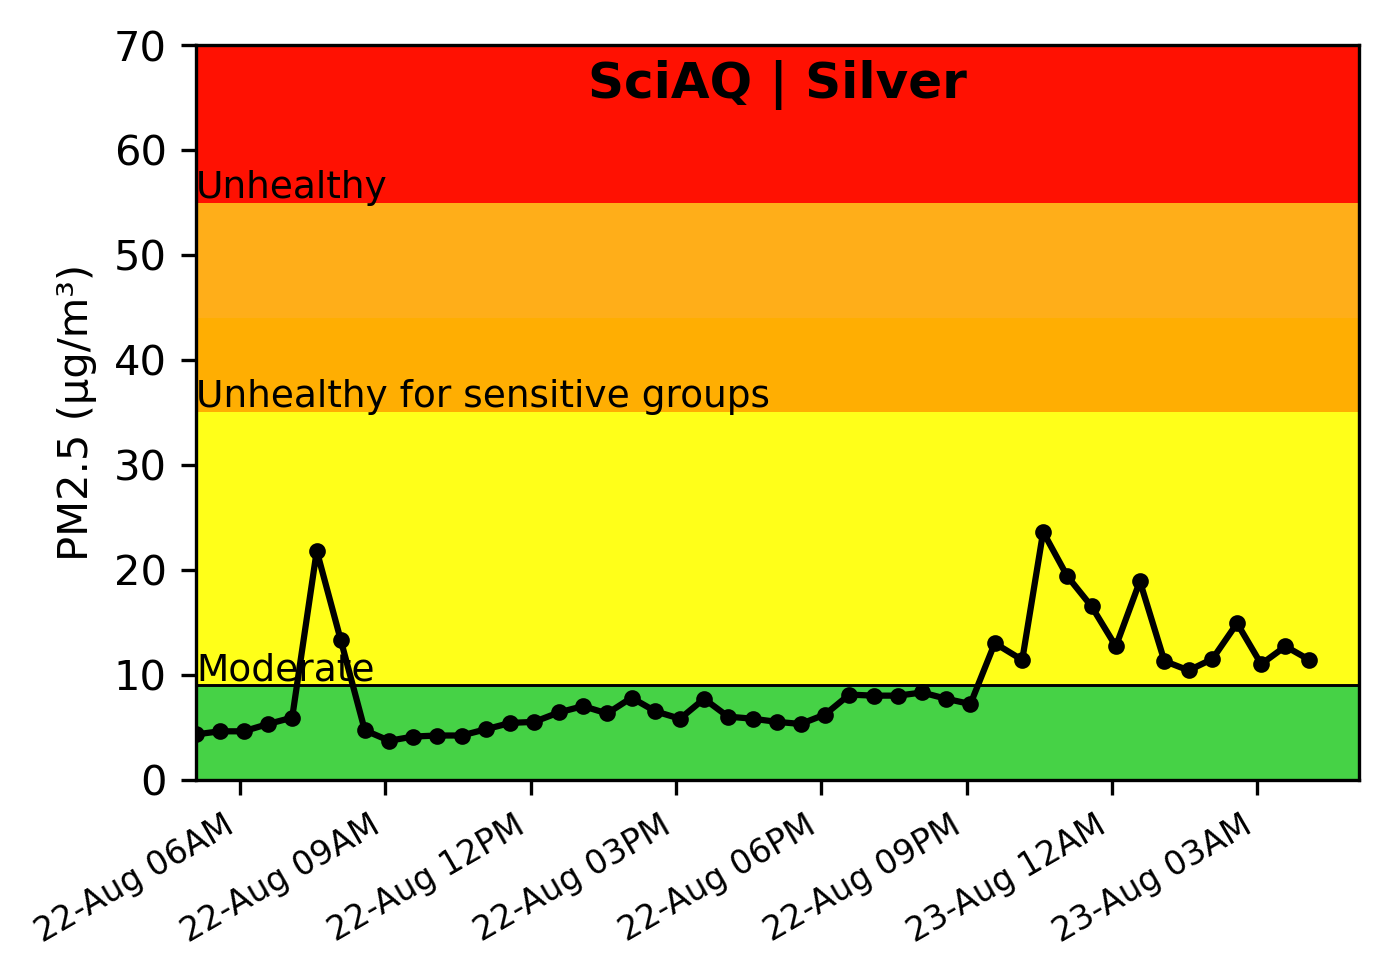 SciAQ | Silver
70
60
50
40
30
20
10
0
PM2.5 (µg/m³)
Unhealthy
Unhealthy for sensitive groups
Moderate
22-Aug 06AM
22-Aug 09AM
22-Aug 12PM
22-Aug 03PM
22-Aug 06PM
22-Aug 09PM
23-Aug 12AM
23-Aug 03AM